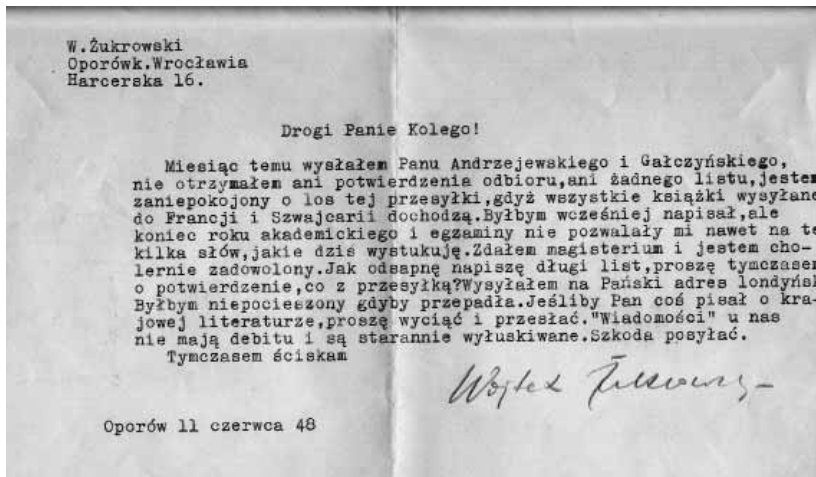 W.Żukrowski
Oporówk.Wrocławia
Harcerska 16.
Drogi Panie Kolego!
Miesiąc temu wysłałem Panu Andrzejewskiego i Gałczyńskiego,
nie otrzymałem ani potwierdzenia odbioru,ani żadnego listu,jestem
zaniepokojony o los tej przesyłki,gdyż wszystkie książki wysyłane
do Francji i Szwajcarii dochodzą.Byłbym wcześniej napisał,ale
koniec roku akademickiego i egzaminy nie pozwalały mi nawet na te
kilka słów,jakie dzis wystukuję.Zdałem magisterium i jestem cho-
lernie zadowolony.Jak odsapnę napiszę długi list,proszę tymczasem
o potwierdzenie,co z przesyłką?Wysyłałem na Pański adres londyńsk
Byłbym niepocieszony gdyby przepadła.Jeśliby Pan coś pisał o kra-
jowej literaturze,proszę wyciąć i przesłać."Wiadomości" u nas
nie mają debitu i są starannie wyłuskiwane.Szkoda posyłać.
Tymczasem ściskam
Wojtek Żukrowski
Oporów 11 czerwca 48